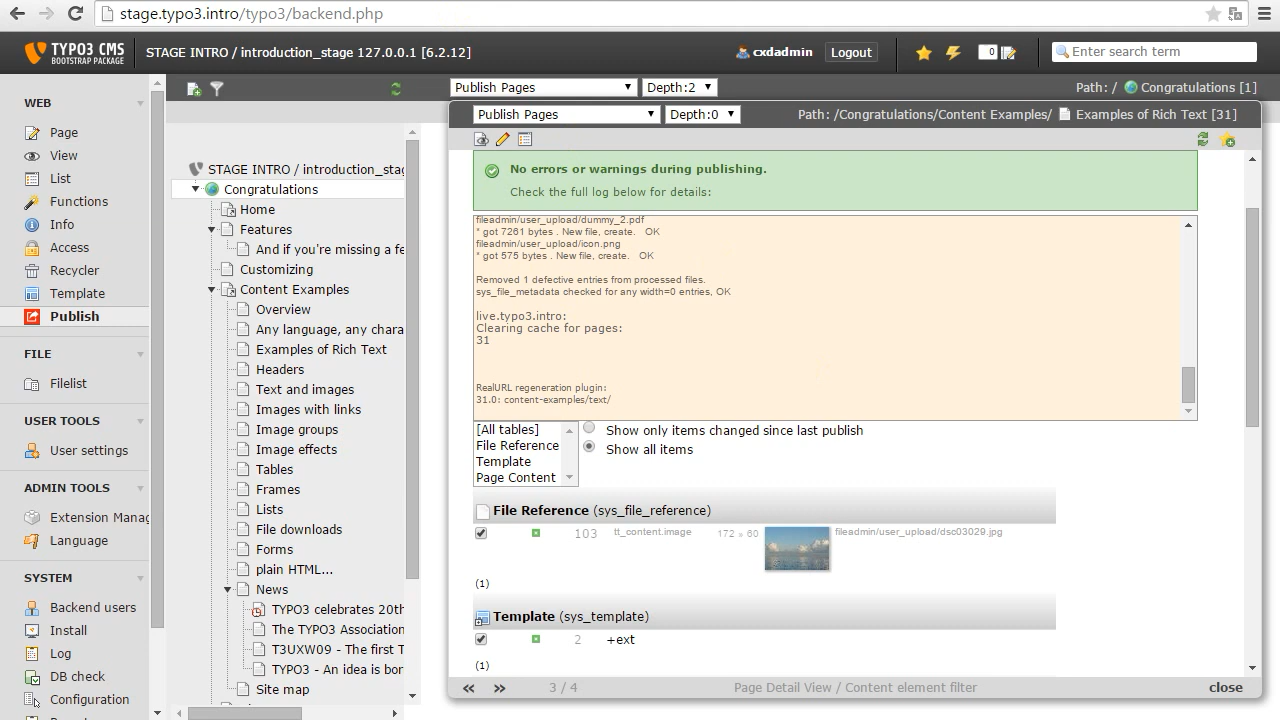 stage.typo3.intro/typo3/backend.php
TYPO3 CMS
BOOTSTRAP PACKAGE
STAGE INTRO / introduction_stage 127.0.0.1 [6.2.12]
cxdadmin
Logout
0
Enter search term
Publish Pages
Depth:2
Path: / Congratulations [1]
Publish Pages
Depth:0
Path: /Congratulations/Content Examples/ Examples of Rich Text [31]
WEB
Page
View
List
Functions
Info
Access
Recycler
Template
Publish
FILE
Filelist
USER TOOLS
User settings
ADMIN TOOLS
Extension Manag
Language
SYSTEM
Backend users
Install
Log
DB check
Configuration
STAGE INTRO / introduction_stag
Congratulations
Home
Features
And if you're missing a fe
Customizing
Content Examples
Overview
Any language, any chara
Examples of Rich Text
Headers
Text and images
Images with links
Image groups
Image effects
Tables
Frames
Lists
File downloads
Forms
plain HTML...
News
TYPO3 celebrates 20th
The TYPO3 Association
T3UXW09 - The first T
TYPO3 - An idea is bor
Site map
No errors or warnings during publishing.
Check the full log below for details:
fileadmin/user_upload/dummy_2.pdf
* got 7261 bytes . New file, create. OK
fileadmin/user_upload/icon.png
* got 575 bytes . New file, create. OK
Removed 1 defective entries from processed files.
sys_file_metadata checked for any width=0 entries, OK
live.typo3.intro:
Clearing cache for pages:
31
RealURL regeneration plugin:
31.0: content-examples/text/
[All tables]
File Reference
Template
Page Content
Show only items changed since last publish
Show all items
File Reference (sys_file_reference)
103 tt_content.image 172 x 60 fileadmin/user_upload/dsc03029.jpg
(1)
Template (sys_template)
2 +ext
(1)
3 / 4
Page Detail View / Content element filter
close